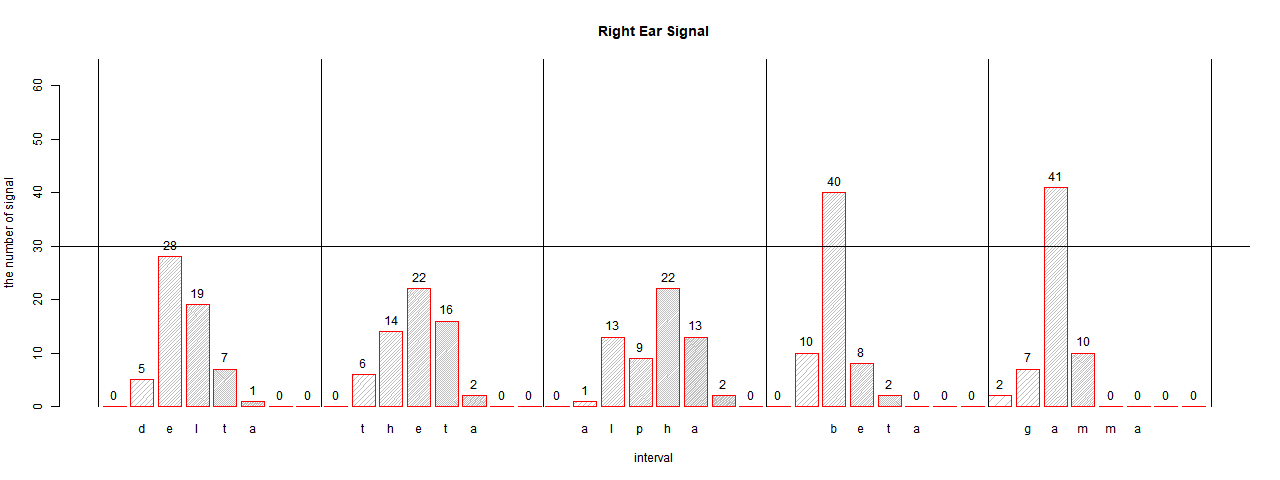 Right Ear Signal
the number of signal
60
50
40
30
20
10
0
0 5 28 19 7 1 0 0
0 6 14 22 16 2 0 0
0 1 13 9 22 13 2 0
0 10 40 8 2 0 0 0
2 7 41 10 0 0 0 0
d e l t a t h e t a a l p h a b e t a g a m m a
interval